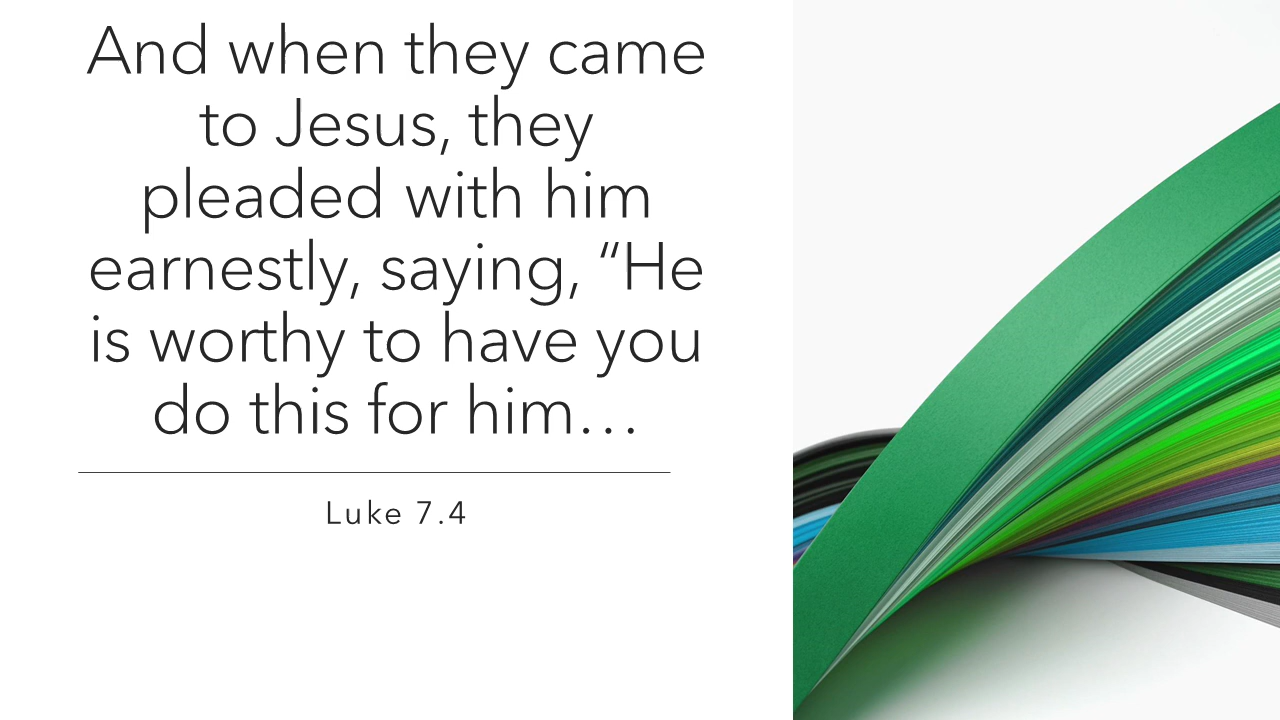 And when they came
to Jesus, they
pleaded with him
earnestly, saying, “He
is worthy to have you
do this for him…
Luke 7.4